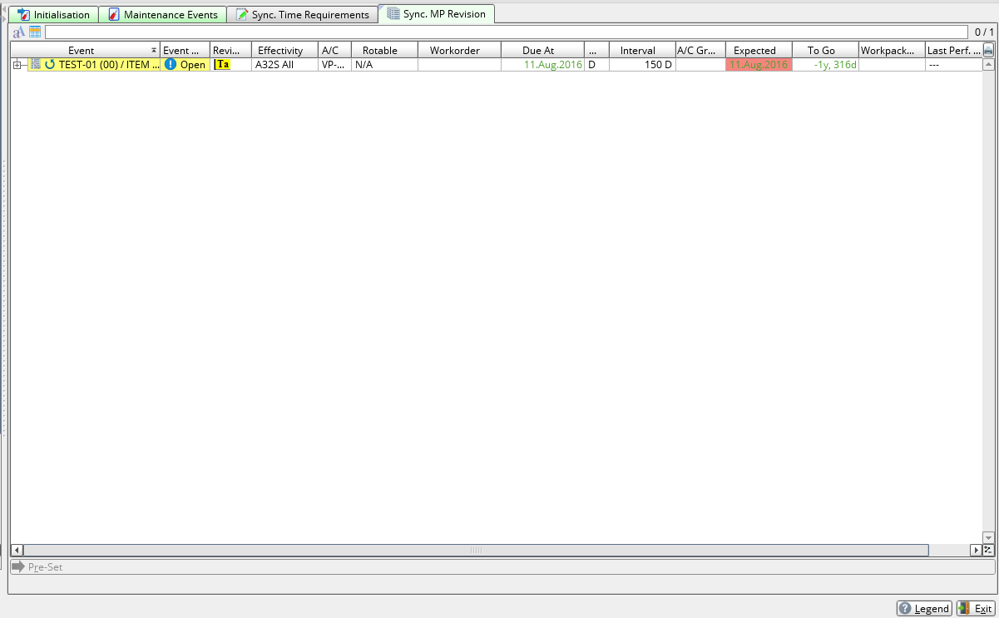 Initialisation Maintenance Events Sync. Time Requirements Sync. MP Revision
0 / 1
Event Event ... Revi... Effectivity A/C Rotable Workorder Due At ... Interval A/C Gr... Expected To Go Workpack... Last Perf. ...
TEST-01 (00) / ITEM ... Open Ta A32S All VP-... N/A 11.Aug.2016 D 150 D 11.Aug.2016 -1y, 316d ---
Pre-Set
Legend Exit